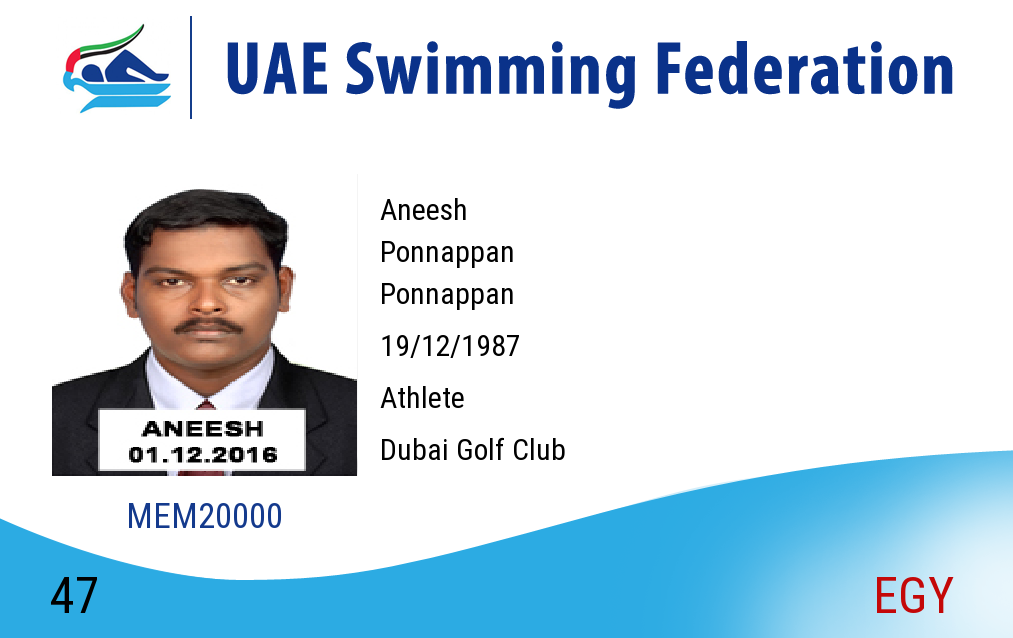 UAE Swimming Federation
Aneesh
Ponnappan
Ponnappan
19/12/1987
Athlete
Dubai Golf Club
ANEESH
01.12.2016
MEM20000
47
EGY